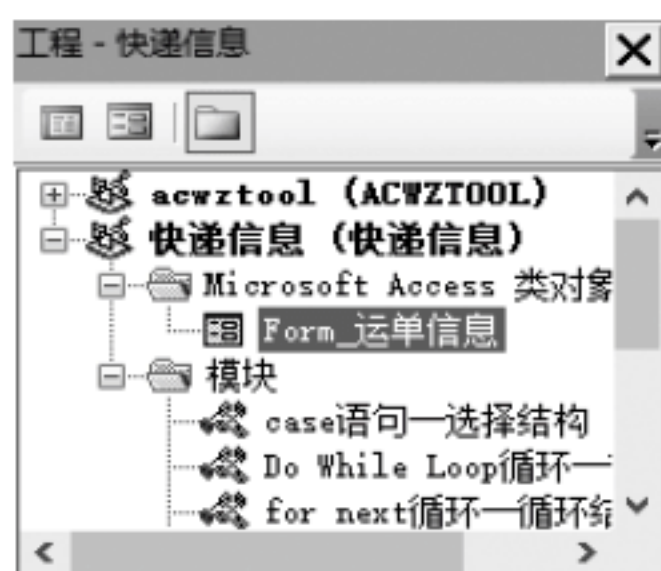 工程 - 快递信息
acwztool (ACWZTOOL)
快递信息 (快递信息)
Microsoft Access 类对象
Form_运单信息
模块
case语句一选择结构
Do While Loop循环一
for next循环一循环结